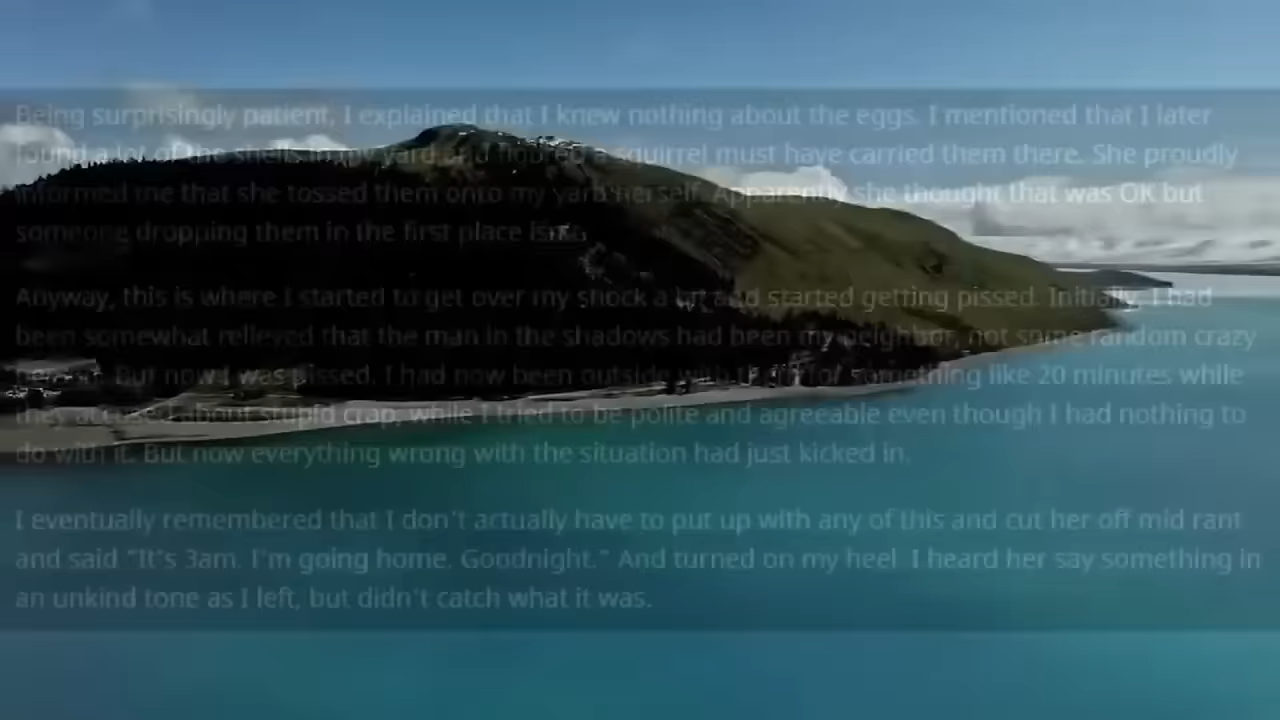 Being surprisingly patient, I explained that I knew nothing about the eggs. I mentioned that I later
found a lot of the shells in my yard and figured a squirrel must have carried them there. She proudly
informed me that she tossed them onto my yard herself. Apparently she thought that was OK but
someone dropping them in the first place isn't.
Anyway, this is where I started to get over my shock a bit and started getting pissed. Initially, I had
been somewhat relieved that the man in the shadows had been my neighbor, not some random crazy
But now I was pissed. I had now been outside with them for something like 20 minutes while
they about stupid crap, while I tried to be polite and agreeable even though I had nothing to
do with it. But now everything wrong with the situation had just kicked in.
I eventually remembered that I don't actually have to put up with any of this and cut her off mid rant
and said "It's 3am. I'm going home. Goodnight." And turned on my heel. I heard her say something in
an unkind tone as I left, but didn't catch what it was.